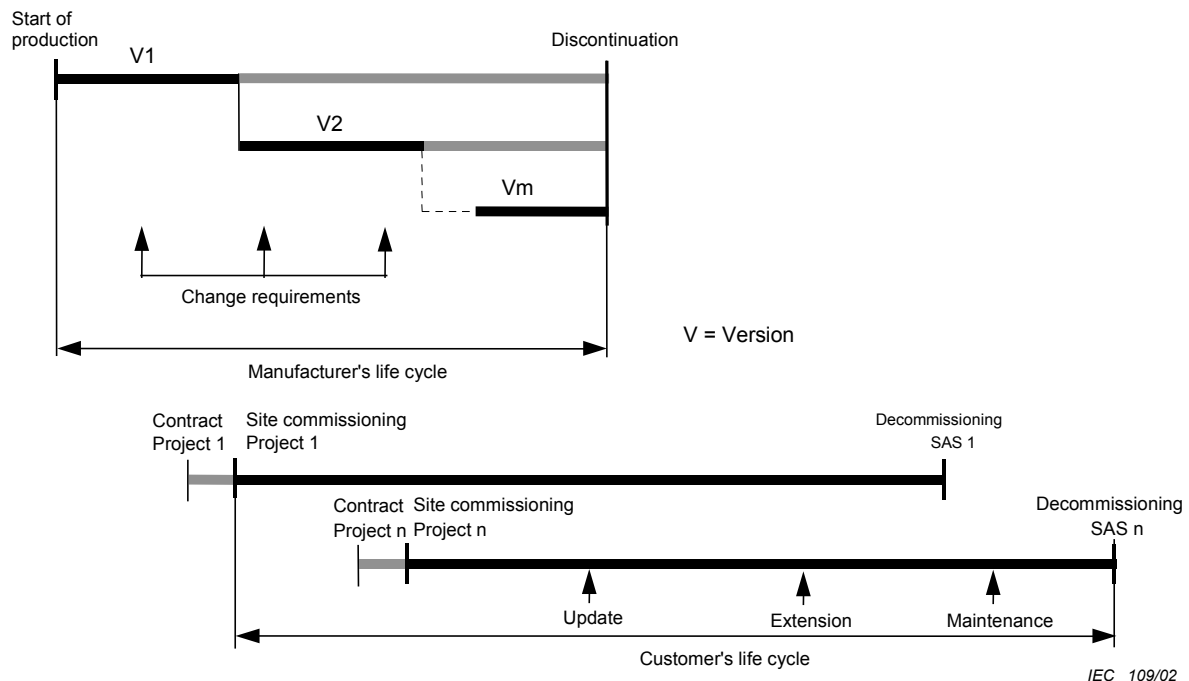 Start of
production
Discontinuation
V1
V2
Vm
Change requirements
V = Version
Manufacturer's life cycle
Contract
Project 1
Site commissioning
Project 1
Decommissioning
SAS 1
Contract
Project n
Site commissioning
Project n
Decommissioning
SAS n
Update
Extension
Maintenance
Customer's life cycle
IEC 109/02